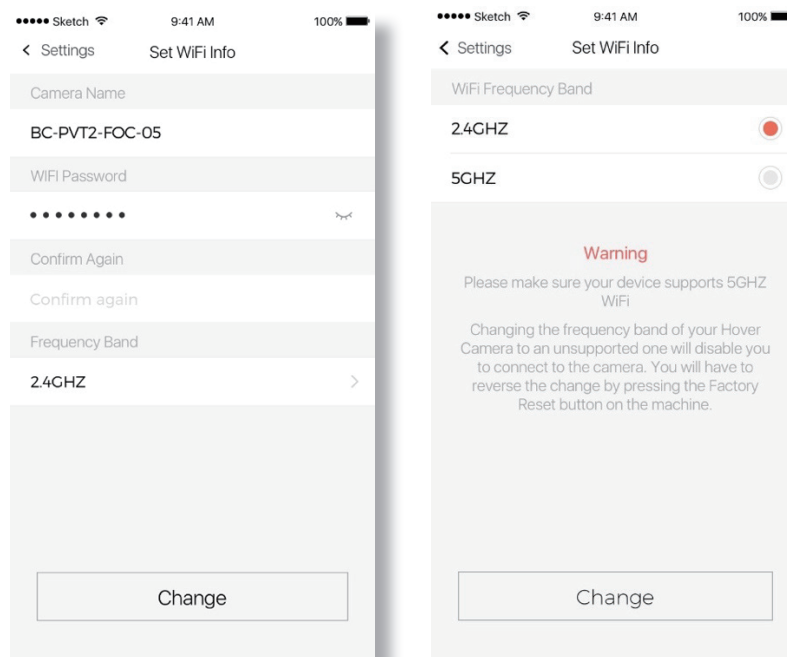 Sketch 9:41 AM 100%
Settings Set WiFi Info
Camera Name
BC-PVT2-FOC-05
WIFI Password
Confirm Again
Confirm again
Frequency Band
2.4GHZ
Change
Sketch 9:41 AM 100%
Settings Set WiFi Info
WiFi Frequency Band
2.4GHZ
5GHZ
Warning
Please make sure your device supports 5GHZ
WiFi
Changing the frequency band of your Hover
Camera to an unsupported one will disable you
to connect to the camera. You will have to
reverse the change by pressing the Factory
Reset button on the machine.
Change